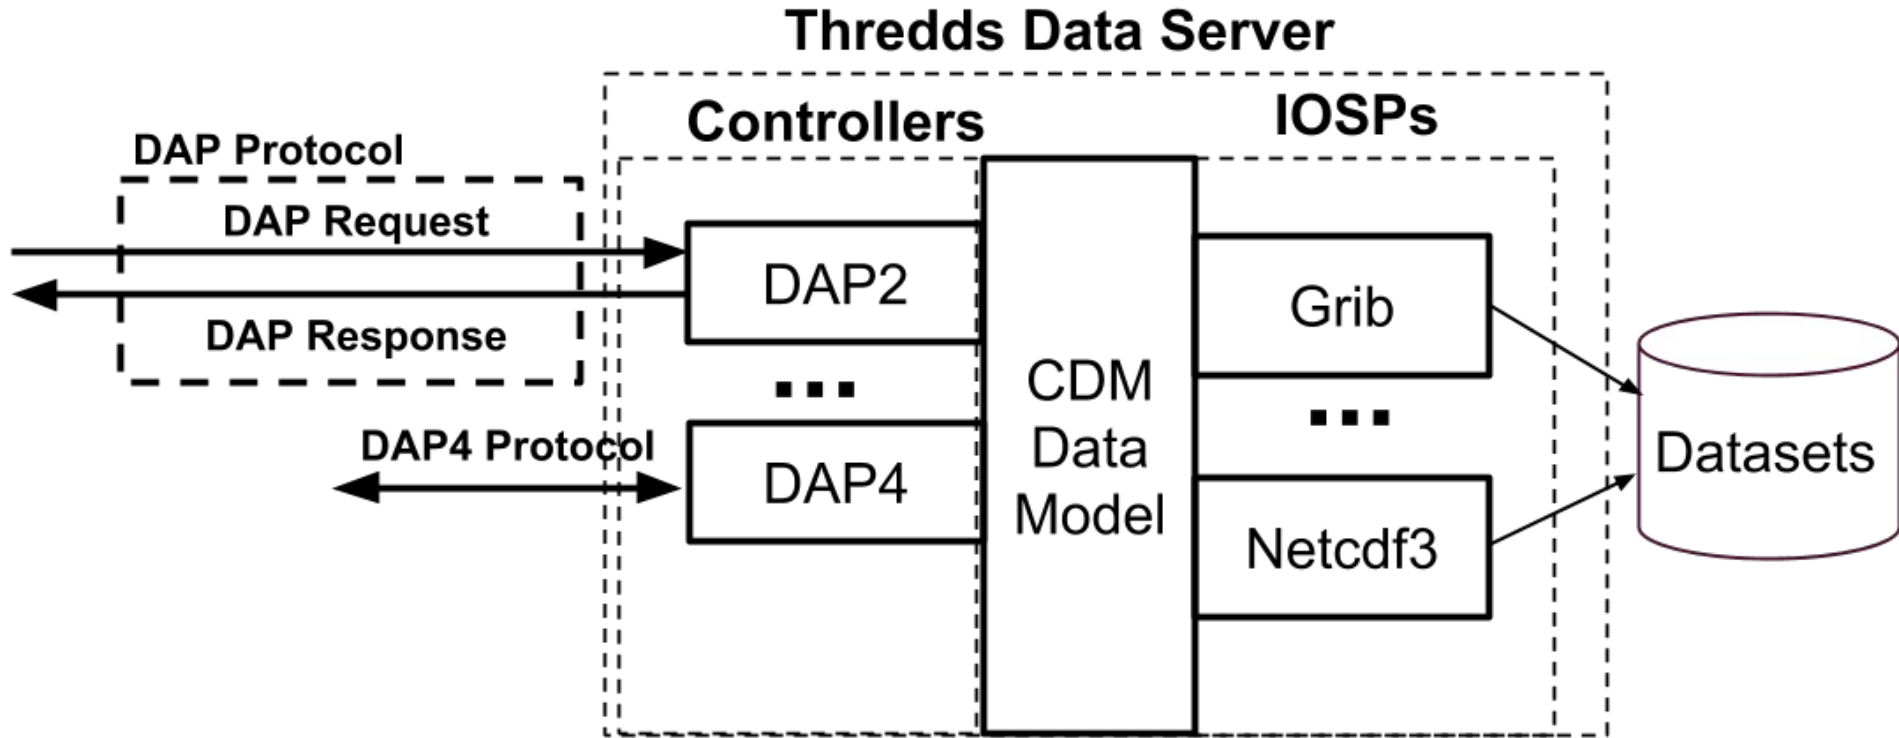 Thredds Data Server
Controllers
IOSPs
DAP Protocol
DAP Request
DAP Response
DAP2
...
DAP4 Protocol
DAP4
CDM
Data
Model
Grib
...
Netcdf3
Datasets